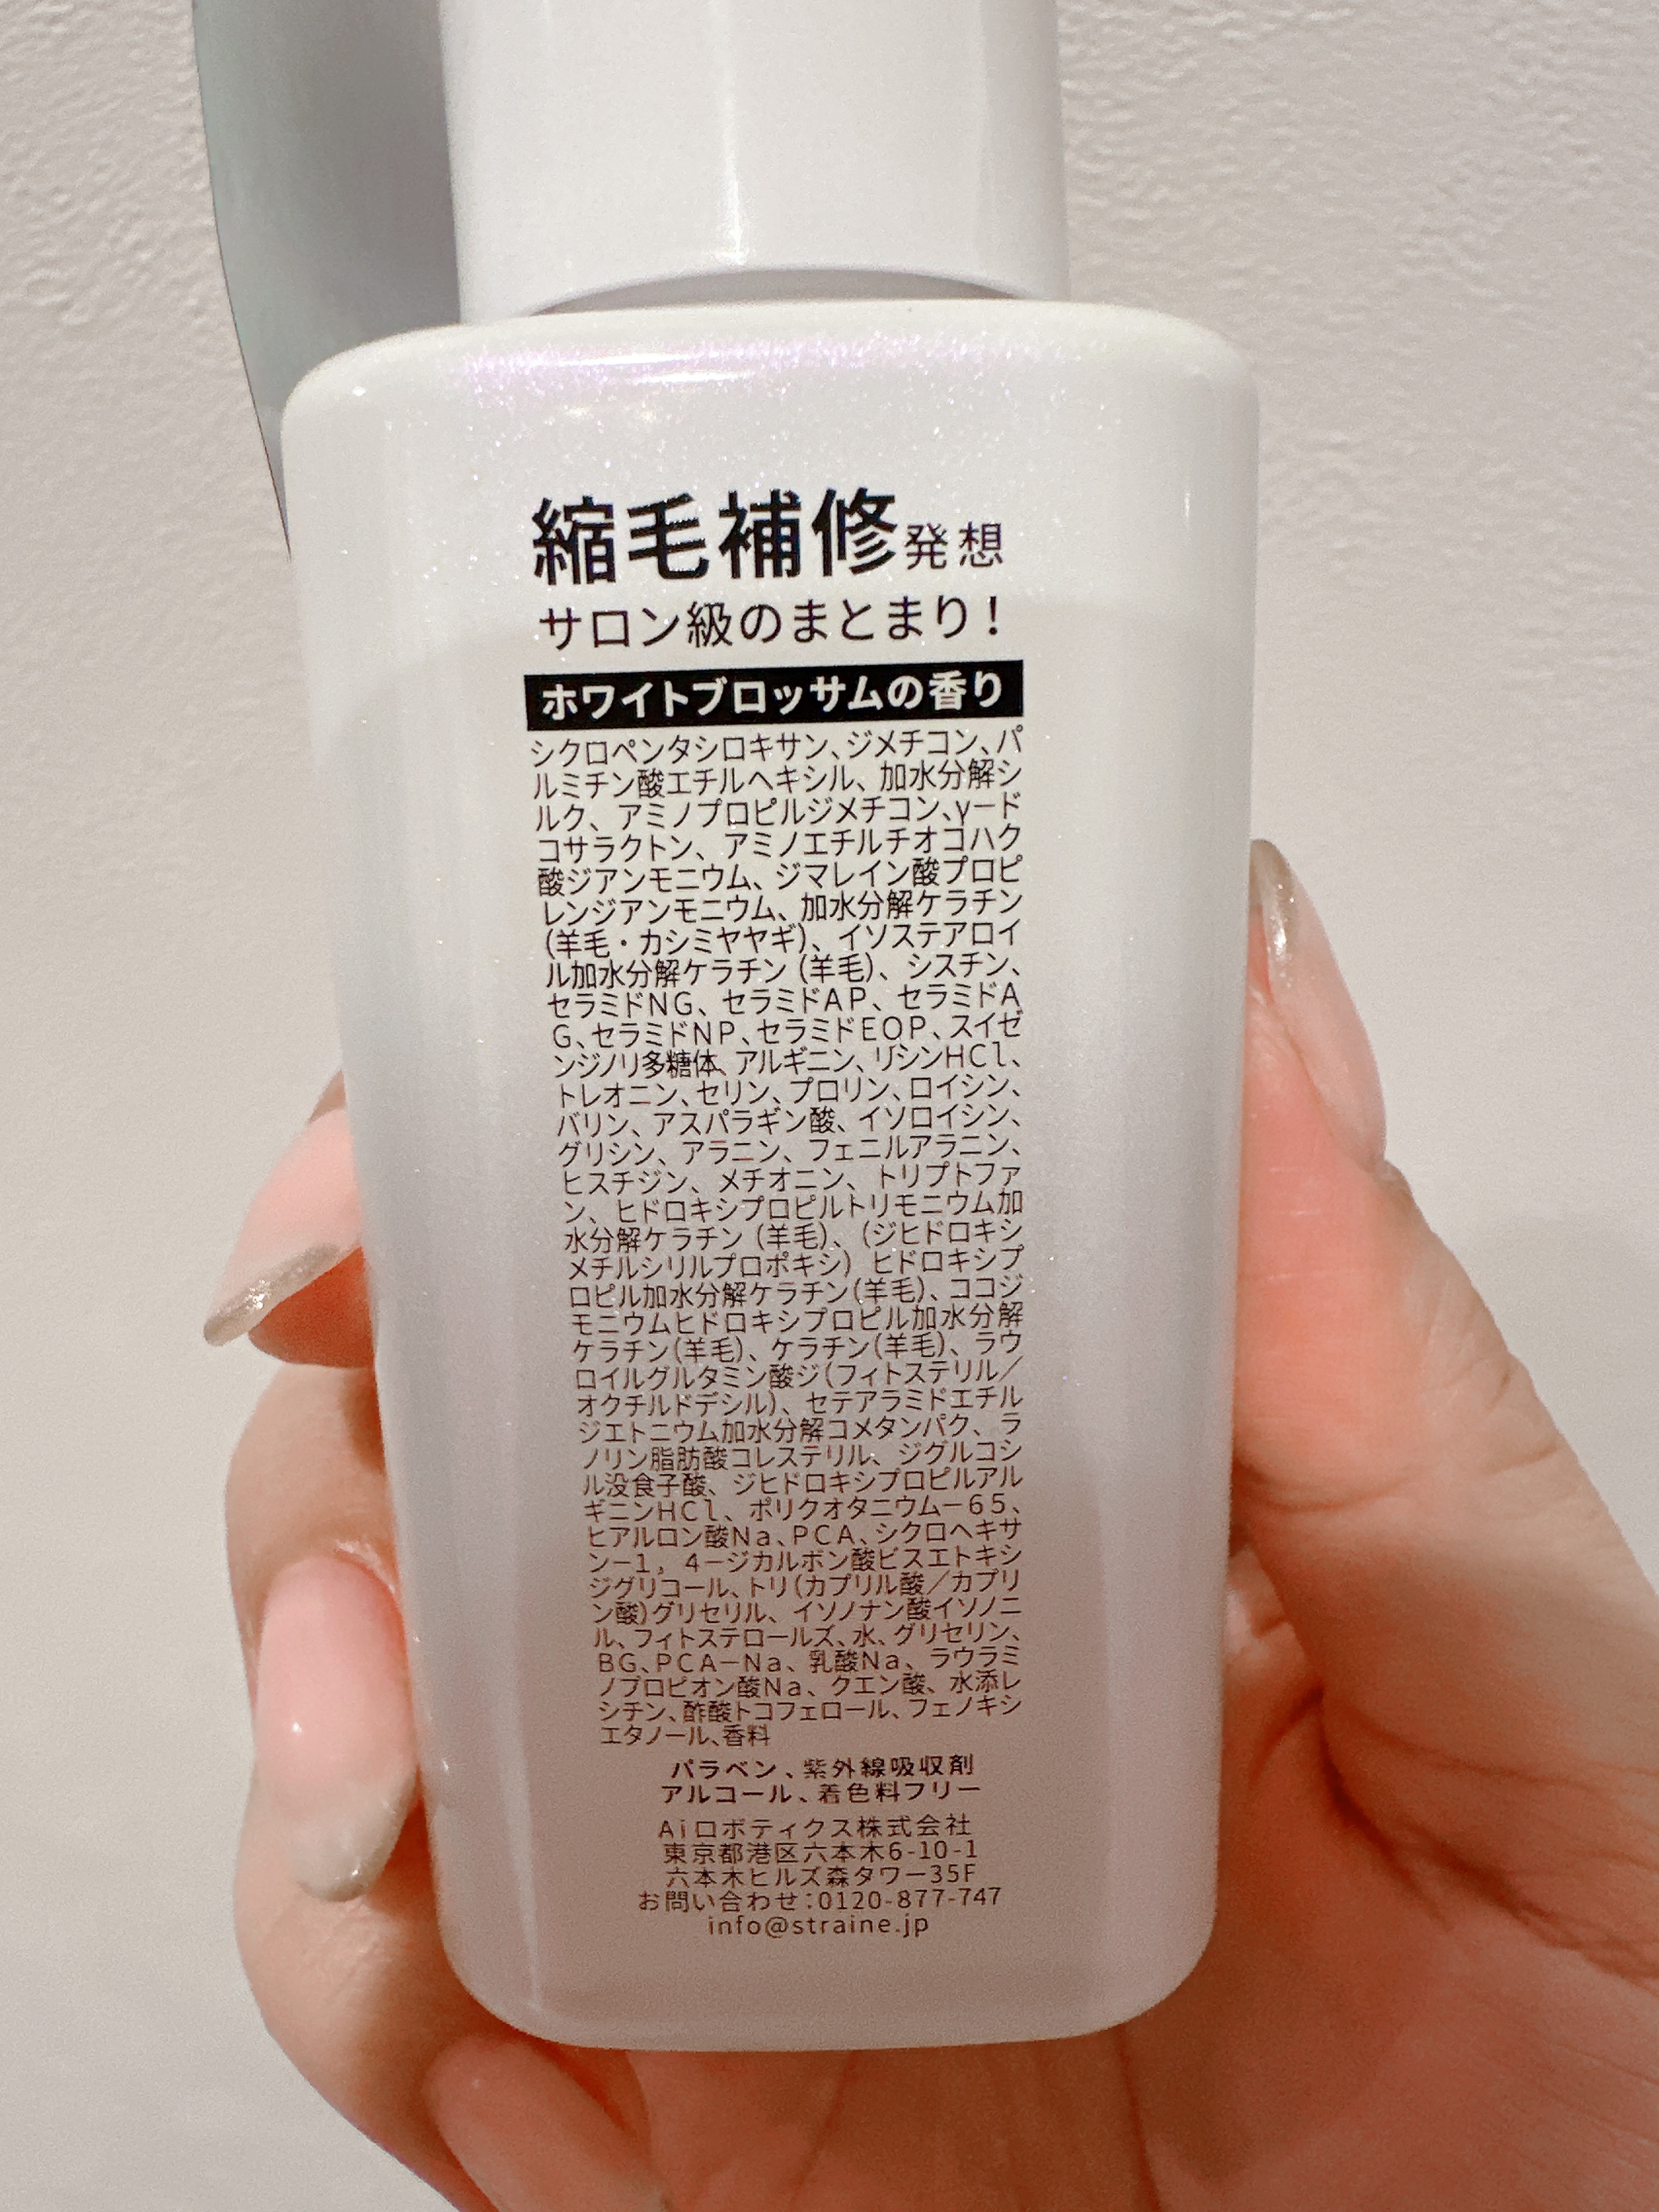 縮毛補修発想
サロン級のまとまり！
ホワイトブロッサムの香り
シクロペンタシロキサン、ジメチコン、パ
ルミチン酸エチルヘキシル、加水分解シ
ルク、アミノプロピルジメチコン、γ－ド
コサラクトン、アミノエチルチオコハク
酸ジアンモニウム、ジマレイン酸プロピ
レンジアンモニウム、加水分解ケラチン
(羊毛・カシミヤヤギ)、イソステアロイ
ル加水分解ケラチン (羊毛)、シスチン、
セラミドNG、セラミドAP、セラミドA
G、セラミドNP、セラミドEOP、スイゼ
ンジノリ多糖体、アルギニン、リシンHCl、
トレオニン、セリン、プロリン、ロイシン、
バリン、アスパラギン酸、イソロイシン、
グリシン、アラニン、フェニルアラニン、
ヒスチジン、メチオニン、トリプトファ
ン、ヒドロキシプロピルトリモニウム加
水分解ケラチン (羊毛)、(ジヒドロキシ
メチルシリルプロポキシ) ヒドロキシプ
ロピル加水分解ケラチン(羊毛)、ココジ
モニウムヒドロキシプロピル加水分解
ケラチン(羊毛)、ケラチン(羊毛)、ラウ
ロイルグルタミン酸ジ(フィトステリル／
オクチルドデシル)、セテアラミドエチル
ジエトニウム加水分解コメタンパク、ラ
ノリン脂肪酸コレステリル、ジグルコシ
ル没食子酸、ジヒドロキシプロピルアル
ギニンHCl、ポリクオタニウム－65、
ヒアルロン酸Na、PCA、シクロヘキサ
ン－1，4－ジカルボン酸ビスエトキシ
ジグリコール、トリ(カプリル酸／カプリ
ン酸)グリセリル、イソノナン酸イソノニ
ル、フィトステロールズ、水、グリセリン、
BG、PCA－Na、乳酸Na、ラウラミ
ノプロピオン酸Na、クエン酸、水添レ
シチン、酢酸トコフェロール、フェノキシ
エタノール、香料
パラベン、紫外線吸収剤
アルコール、着色料フリー
Aiロボティクス株式会社
東京都港区六本木6-10-1
六本木ヒルズ森タワー35F
お問い合わせ:0120-877-747
info@straine.jp